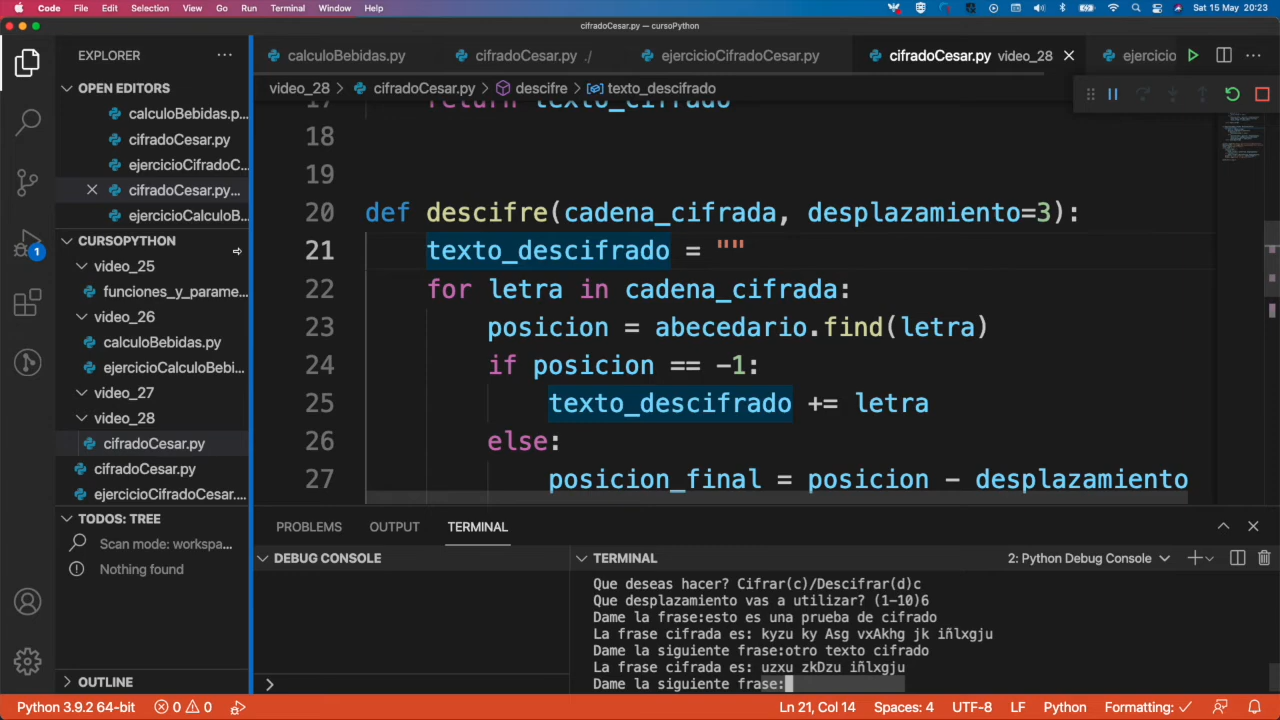 Code File Edit Selection View Go Run Terminal Window Help Sat 15 May 20:23
cifradoCesar.py — cursoPython
EXPLORER
calculoBebidas.py cifradoCesar.py ./ ejercicioCifradoCesar.py cifradoCesar.py video_28 ejercicio
OPEN EDITORS
calculoBebidas.p...
cifradoCesar.py
ejercicioCifradoC...
cifradoCesar.py...
ejercicioCalculoB...
CURSOPYTHON
video_25
funciones_y_parame...
video_26
calculoBebidas.py
ejercicioCalculoBebi...
video_27
video_28
cifradoCesar.py
cifradoCesar.py
ejercicioCifradoCesar....
TODOS: TREE
Scan mode: workspa...
Nothing found
OUTLINE
1
video_28 > cifradoCesar.py > descifre > texto_descifrado
17 return texto_cifrado
18
19
20 def descifre(cadena_cifrada, desplazamiento=3):
21 texto_descifrado = ""
22 for letra in cadena_cifrada:
23 posicion = abecedario.find(letra)
24 if posicion == -1:
25 texto_descifrado += letra
26 else:
27 posicion_final = posicion - desplazamiento
PROBLEMS OUTPUT TERMINAL
DEBUG CONSOLE
TERMINAL 2: Python Debug Console
Que deseas hacer? Cifrar(c)/Descifrar(d)c
Que desplazamiento vas a utilizar? (1-10)6
Dame la frase:esto es una prueba de cifrado
La frase cifrada es: kyzu ky Asg vxAkhg jk iñlxgju
Dame la siguiente frase:otro texto cifrado
La frase cifrada es: uzxu zkDzu iñlxgju
Dame la siguiente frase:
Python 3.9.2 64-bit 0 0 Ln 21, Col 14 Spaces: 4 UTF-8 LF Python Formatting: ✓